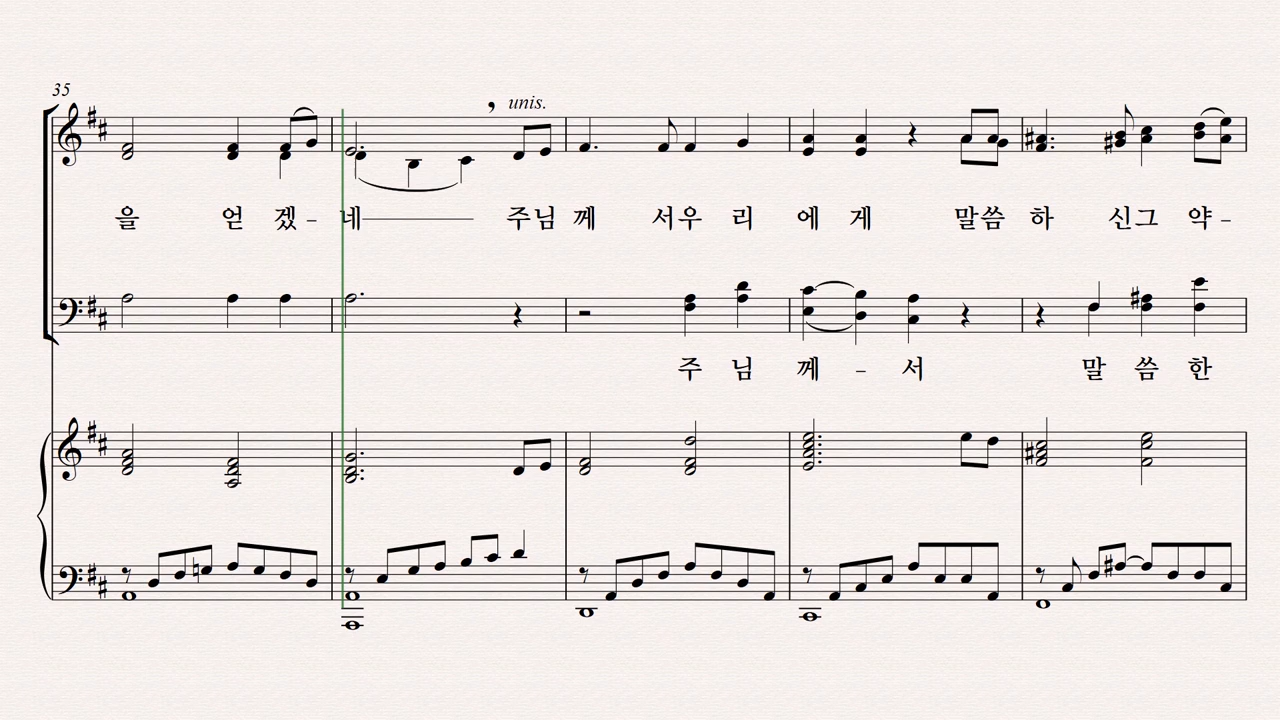 35
unis.
을 얻 겠 - 네 주님 께 서우 리 에 게 말씀 하 신그 약 -
주 님 께 - 서 말 씀 한